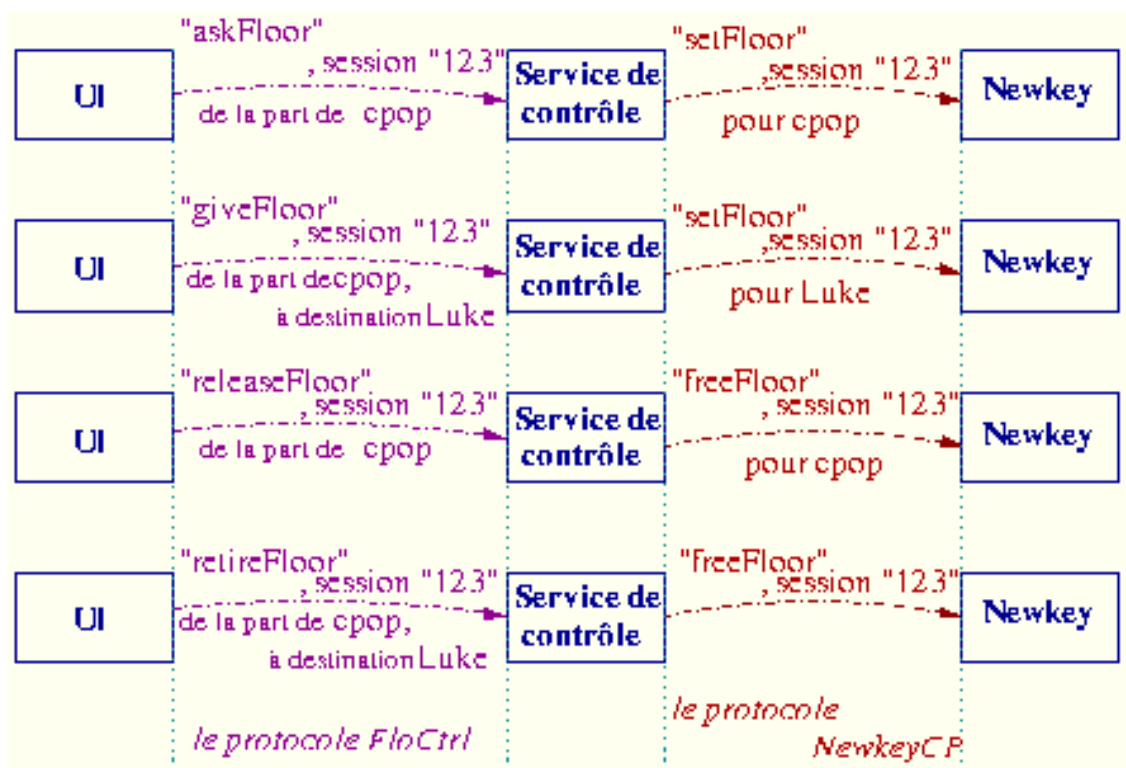 "askFloor"
, session "123"
"setFloor"
,session "123"
UI
Service de
contrôle
Newkey
de la part de cpop
pour cpop
"giveFloor"
, session "123"
"setFloor"
,session "123"
UI
Service de
contrôle
Newkey
de la part decpop,
à destination Luke
pour Luke
"releaseFloor"
, session "123"
"freeFloor"
, session "123"
UI
Service de
contrôle
Newkey
de la part de cpop
pour cpop
"retireFloor"
, session "123"
"freeFloor"
, session "123"
UI
Service de
contrôle
Newkey
de la part de cpop,
à destination Luke
le protocole FloCtrl
le protocole
NewkeyCP